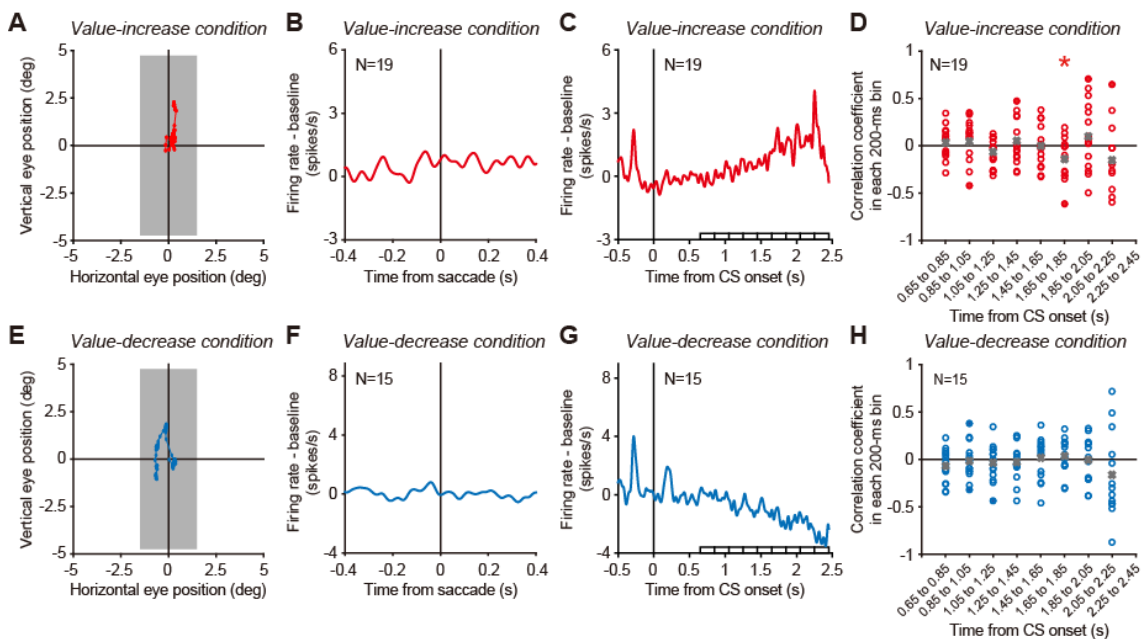 A
Value-increase condition
Vertical eye position (deg)
5
2.5
0
-2.5
-5
-5
-2.5
0
2.5
5
Horizontal eye position (deg)
B
Value-increase condition
N=19
Firing rate - baseline
(spikes/s)
6
3
0
-3
-0.4
-0.2
0
0.2
0.4
Time from saccade (s)
C
Value-increase condition
N=19
Firing rate - baseline
(spikes/s)
6
3
0
-3
-0.5
0
0.5
1
1.5
2
2.5
Time from CS onset (s)
D
Value-increase condition
N=19
*
Correlation coefficient
in each 200-ms bin
1
0.5
0
-0.5
-1
0.65 to 0.85
0.85 to 1.05
1.05 to 1.25
1.25 to 1.45
1.45 to 1.65
1.65 to 1.85
1.85 to 2.05
2.05 to 2.25
2.25 to 2.45
Time from CS onset (s)
E
Value-decrease condition
Vertical eye position (deg)
5
2.5
0
-2.5
-5
-5
-2.5
0
2.5
5
Horizontal eye position (deg)
F
Value-decrease condition
N=15
Firing rate - baseline
(spikes/s)
8
4
0
-4
-0.4
-0.2
0
0.2
0.4
Time from saccade (s)
G
Value-decrease condition
N=15
Firing rate - baseline
(spikes/s)
8
4
0
-4
-0.5
0
0.5
1
1.5
2
2.5
Time from CS onset (s)
H
Value-decrease condition
N=15
Correlation coefficient
in each 200-ms bin
1
0.5
0
-0.5
-1
0.65 to 0.85
0.85 to 1.05
1.05 to 1.25
1.25 to 1.45
1.45 to 1.65
1.65 to 1.85
1.85 to 2.05
2.05 to 2.25
2.25 to 2.45
Time from CS onset (s)